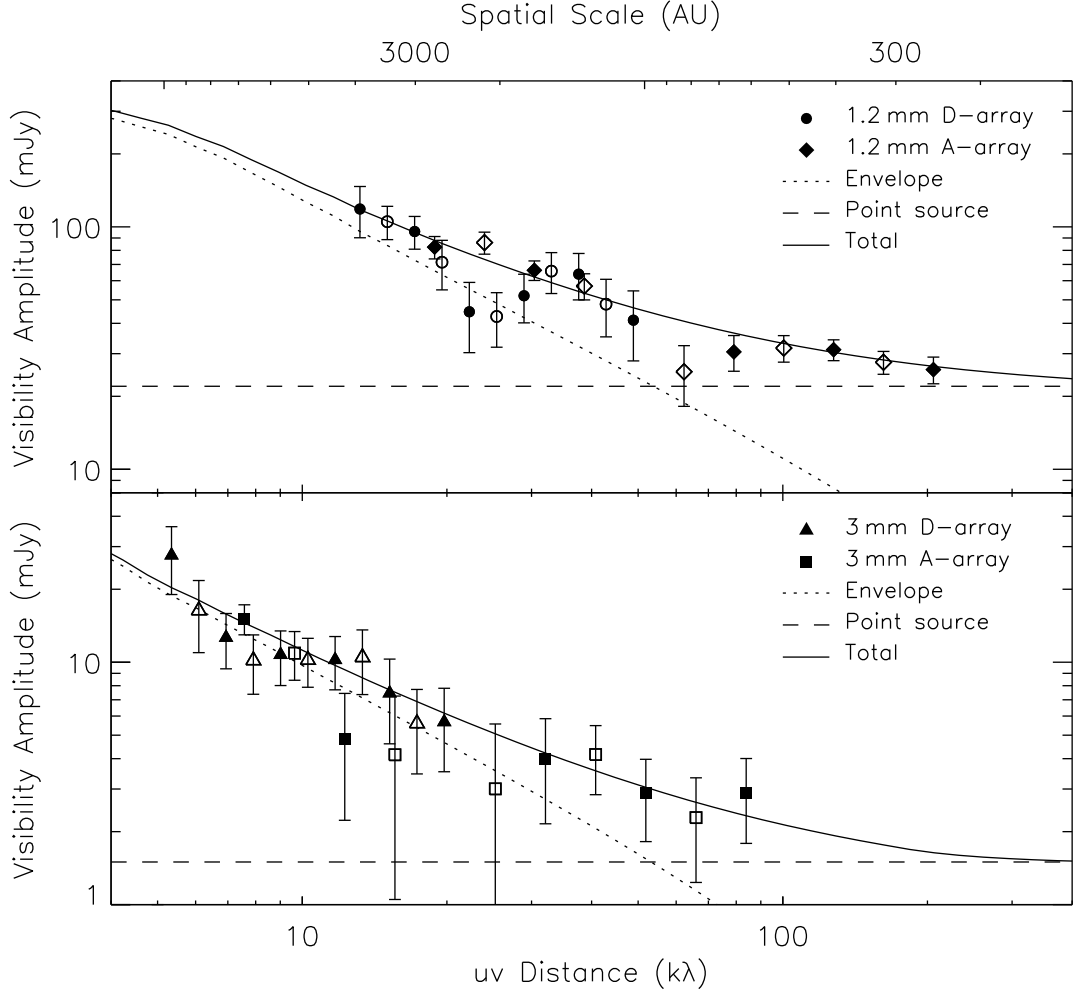 Spatial Scale (AU)
3000 300
Visibility Amplitude (mJy)
100
10
1.2 mm D-array
1.2 mm A-array
Envelope
Point source
Total
Visibility Amplitude (mJy)
10
1
3 mm D-array
3 mm A-array
Envelope
Point source
Total
10 100
uv Distance (kλ)